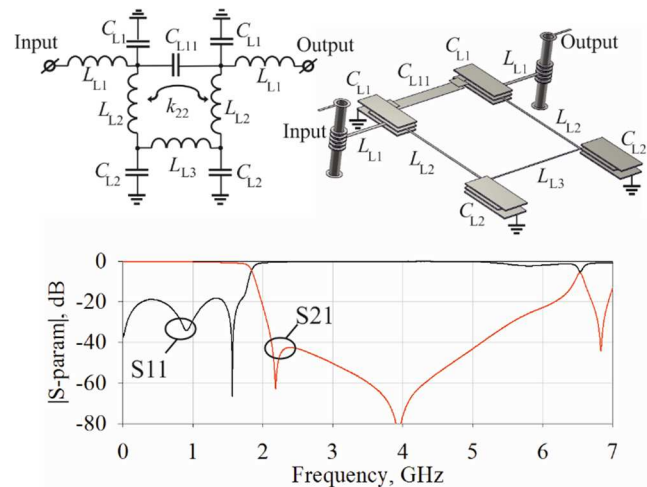 Input
C_L1
C_L11
C_L1
Output
L_L1
L_L1
L_L2
k_22
L_L2
C_L2
L_L3
C_L2
C_L1
C_L11
C_L1
L_L1
Output
Input
L_L1
L_L2
L_L2
C_L2
L_L3
C_L2
|S-param|, dB
0
-20
-40
-60
-80
S11
S21
0 1 2 3 4 5 6 7
Frequency, GHz